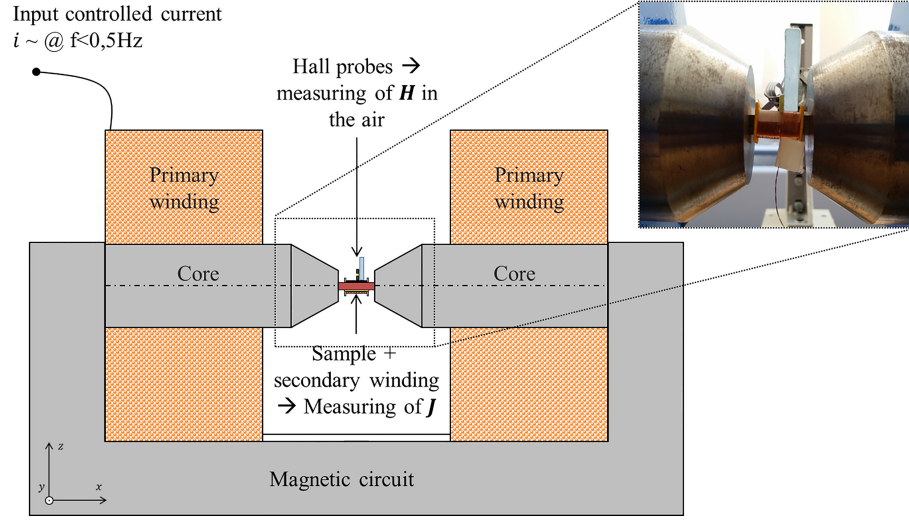 Input controlled current
i ~ @ f<0,5Hz
Hall probes →
measuring of H in
the air
Primary
winding
Primary
winding
Core
Core
Sample +
secondary winding
→ Measuring of J
z
y
x
Magnetic circuit